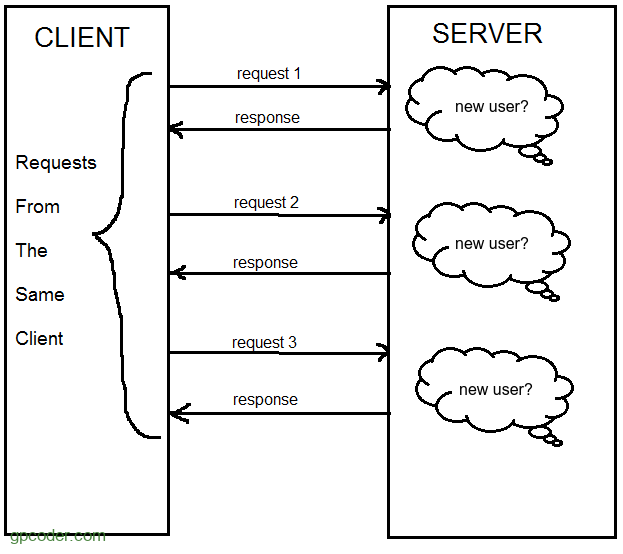 CLIENT
SERVER
request 1
new user?
response
Requests
From
The
Same
Client
request 2
new user?
response
request 3
new user?
response
gpcoder.com